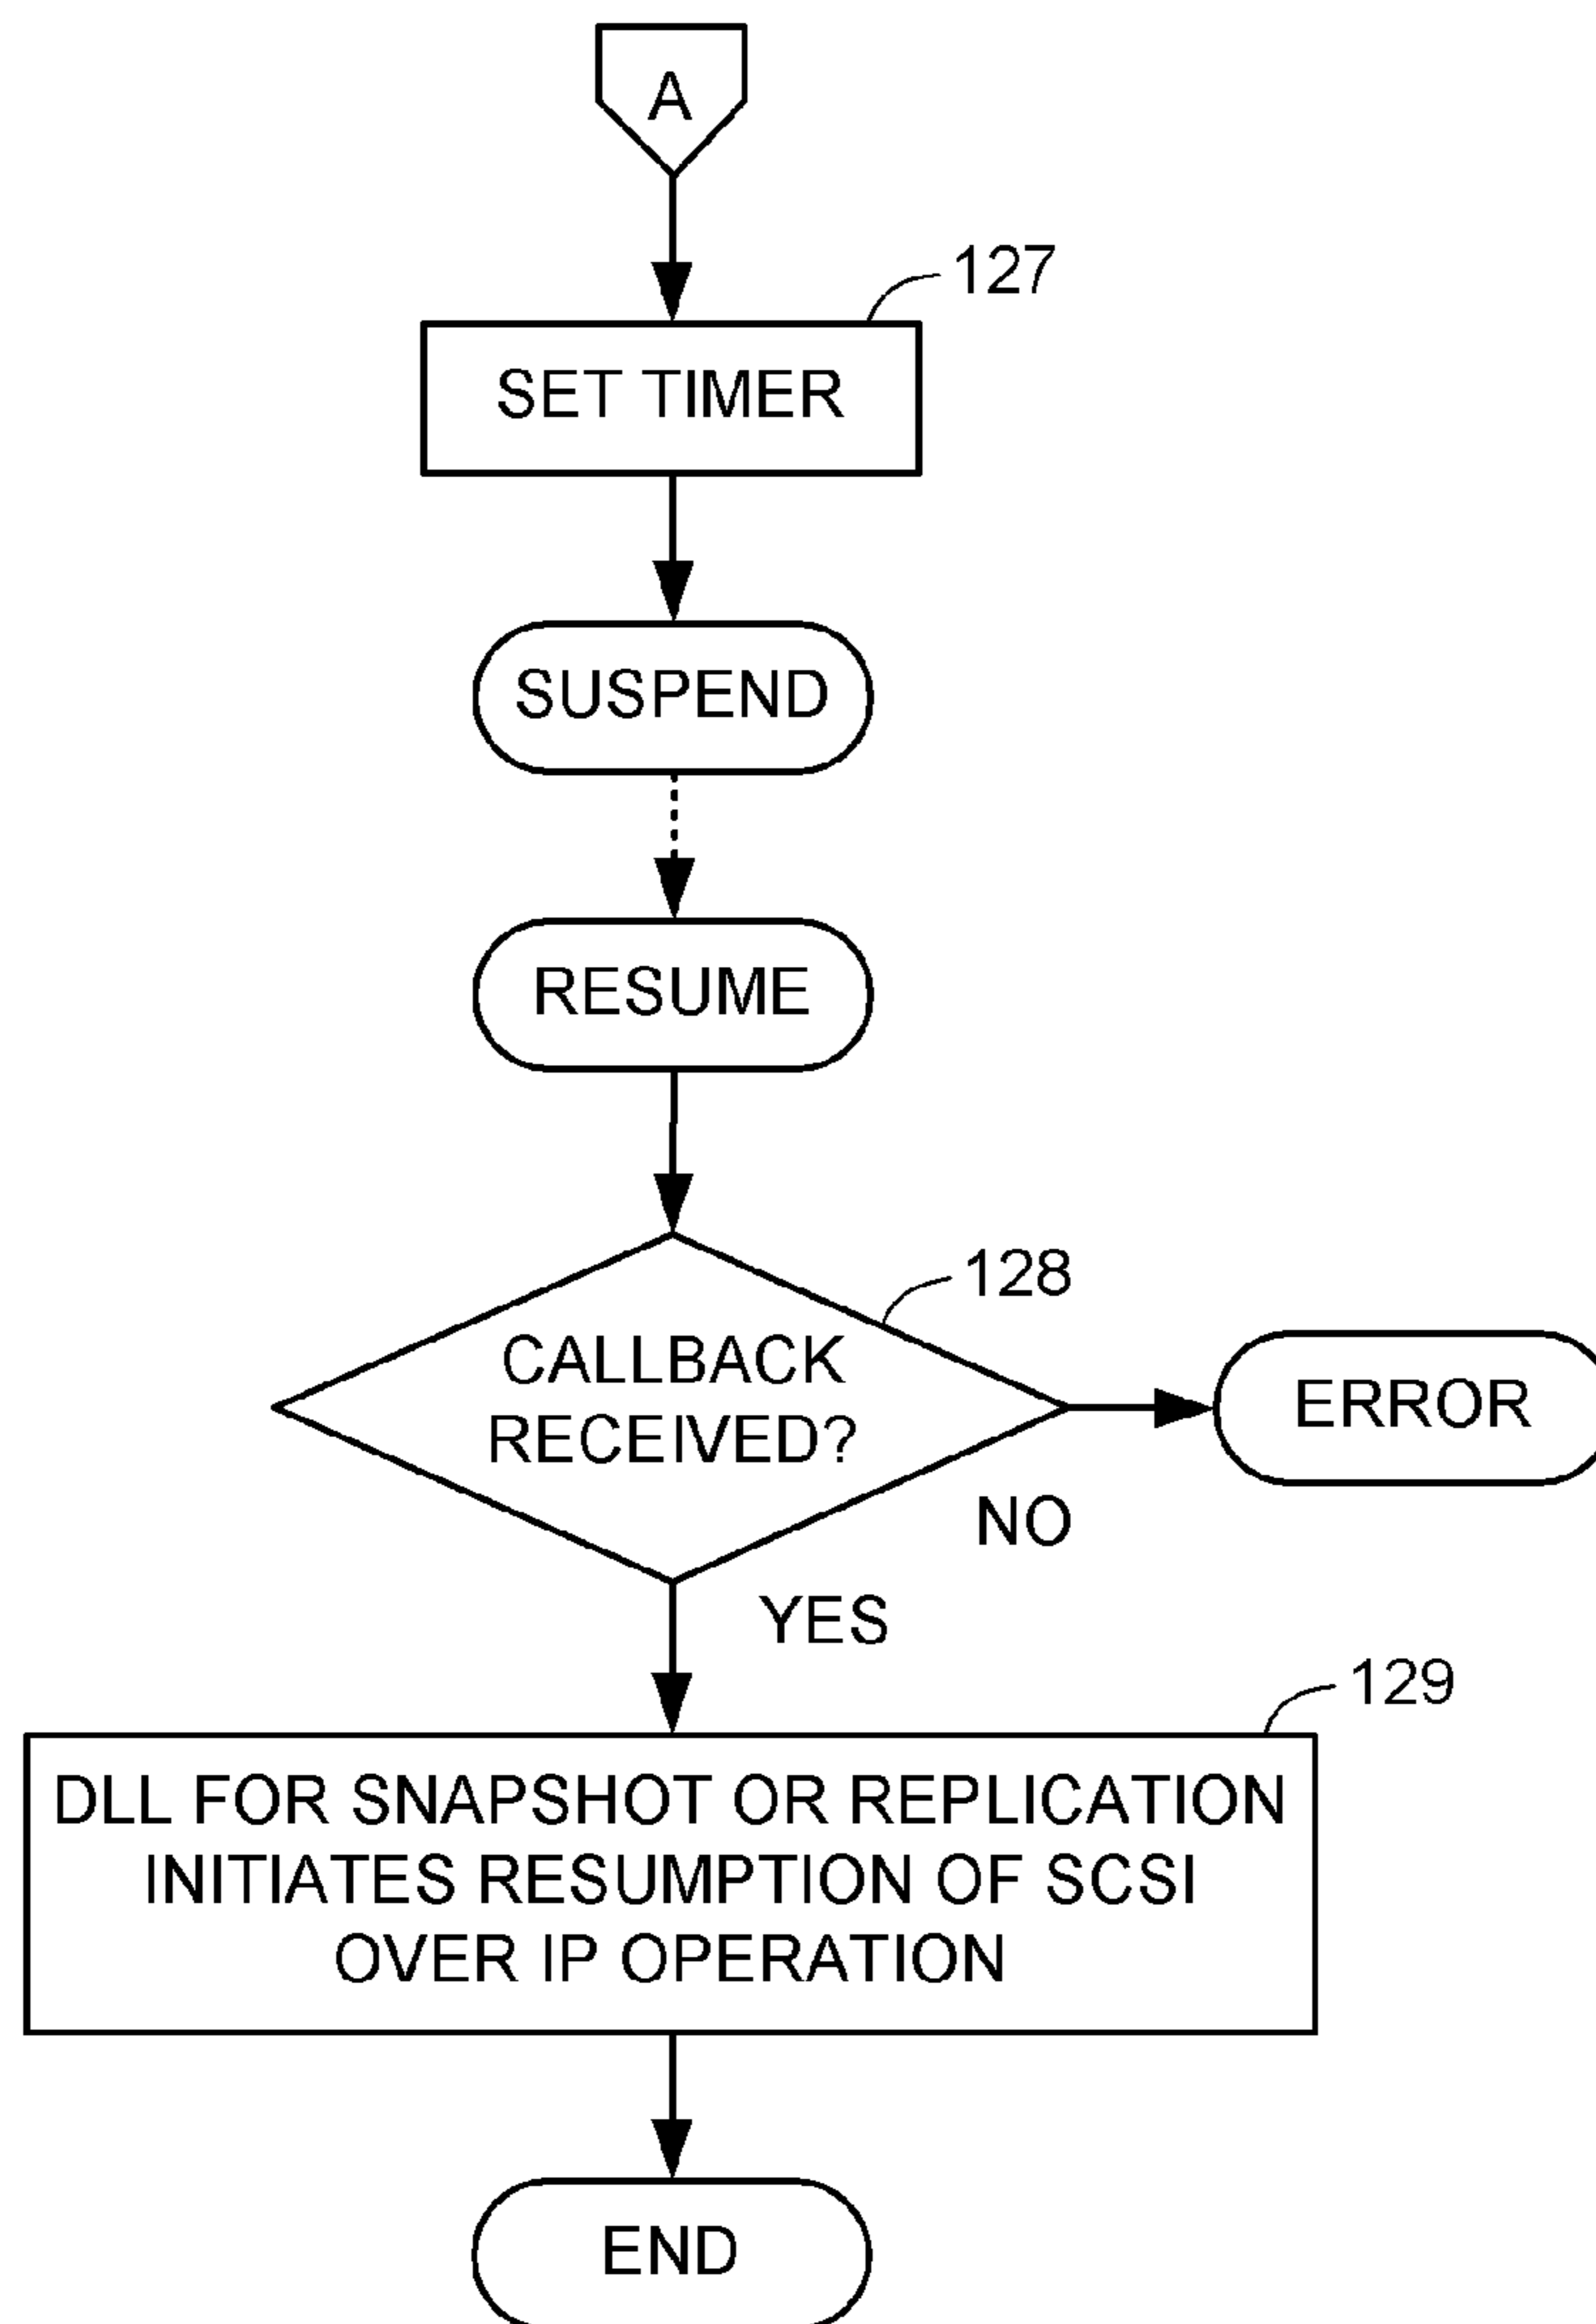 A
127
SET TIMER
SUSPEND
RESUME
128
CALLBACK
RECEIVED?
ERROR
NO
YES
129
DLL FOR SNAPSHOT OR REPLICATION
INITIATES RESUMPTION OF SCSI
OVER IP OPERATION
END